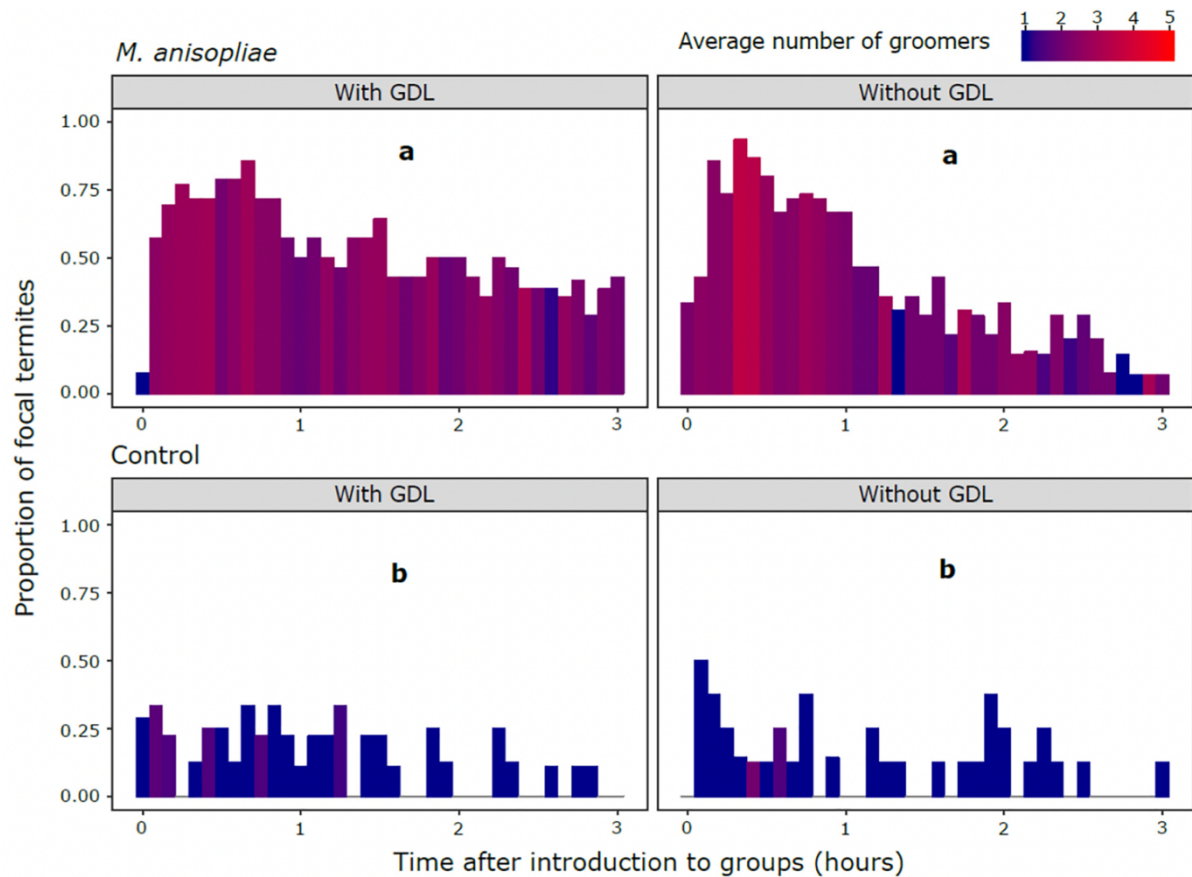 1 2 3 4 5
M. anisopliae
Average number of groomers
With GDL
Without GDL
1.00
0.75
0.50
0.25
0.00
a
a
0 1 2 3
0 1 2 3
Control
With GDL
Without GDL
1.00
0.75
0.50
0.25
0.00
b
b
0 1 2 3
0 1 2 3
Proportion of focal termites
Time after introduction to groups (hours)